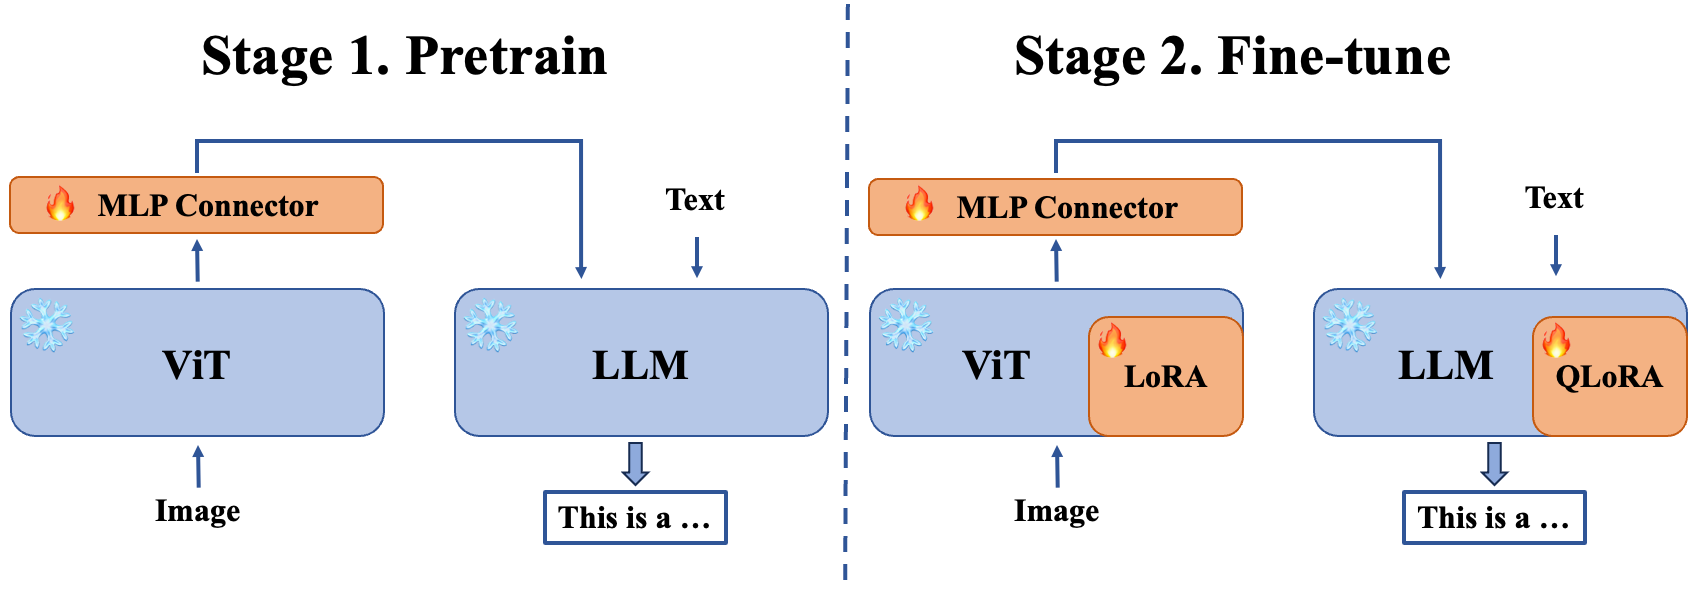 Stage 1. Pretrain
MLP Connector
Text
ViT
LLM
Image
This is a …
Stage 2. Fine-tune
MLP Connector
Text
ViT
LoRA
LLM
QLoRA
Image
This is a …